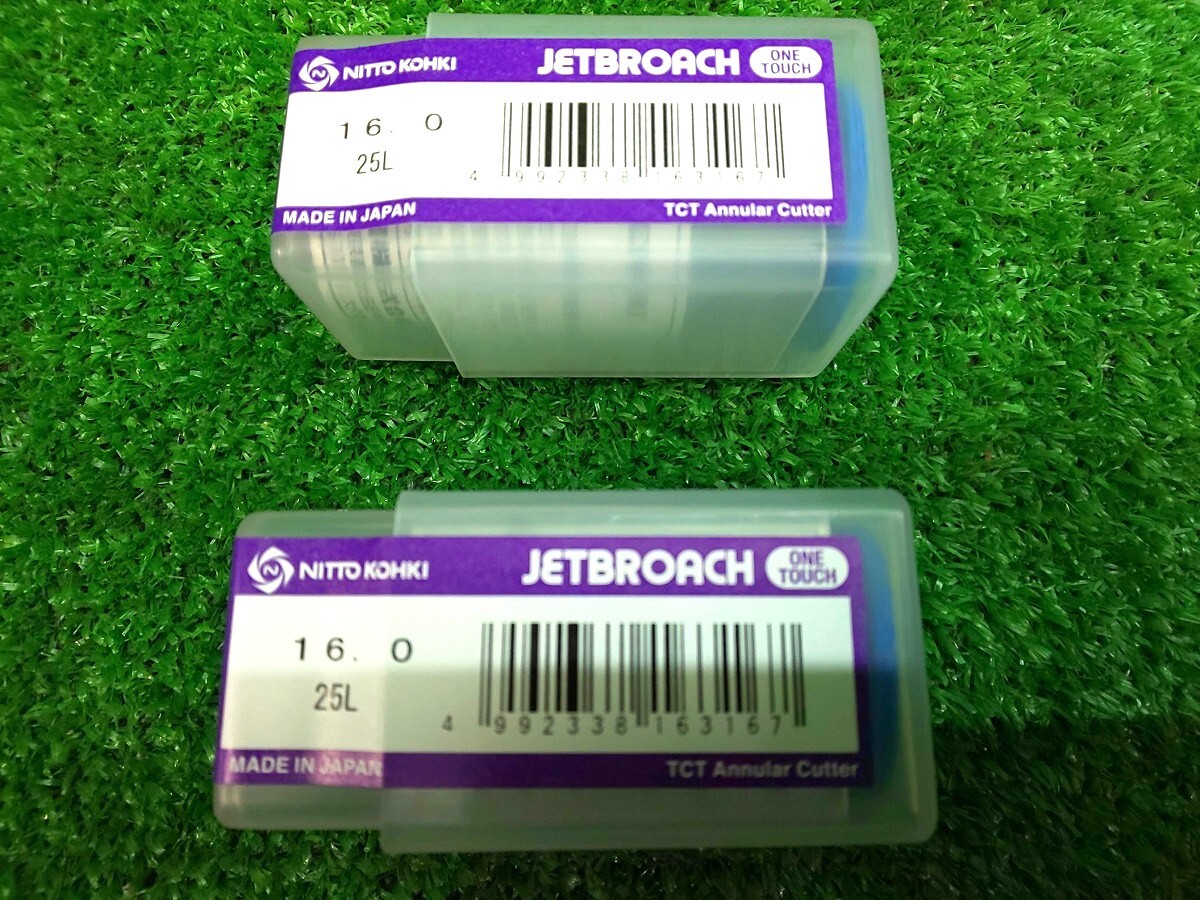 NITTO KOHKI
JETBROACH
ONE
TOUCH
16. 0
25L
4 992338 163167
MADE IN JAPAN
TCT Annular Cutter
NITTO KOHKI
JETBROACH
ONE
TOUCH
16. 0
25L
4 992338 163167
MADE IN JAPAN
TCT Annular Cutter